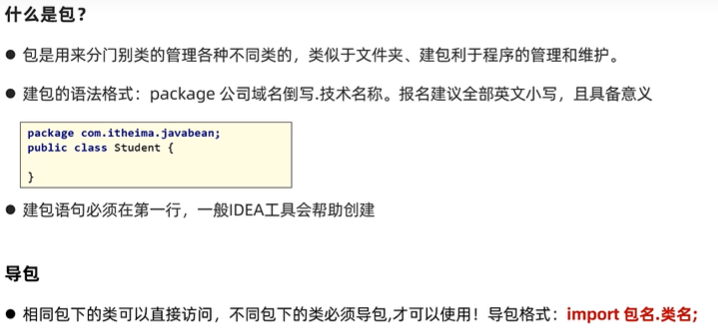 什么是包？
● 包是用来分门别类的管理各种不同类的，类似于文件夹、建包利于程序的管理和维护。
● 建包的语法格式：package 公司域名倒写.技术名称。报名建议全部英文小写，且具备意义
package com.itheima.javabean;
public class Student {
}
● 建包语句必须在第一行，一般IDEA工具会帮助创建
导包
● 相同包下的类可以直接访问，不同包下的类必须导包,才可以使用！导包格式：import 包名.类名;